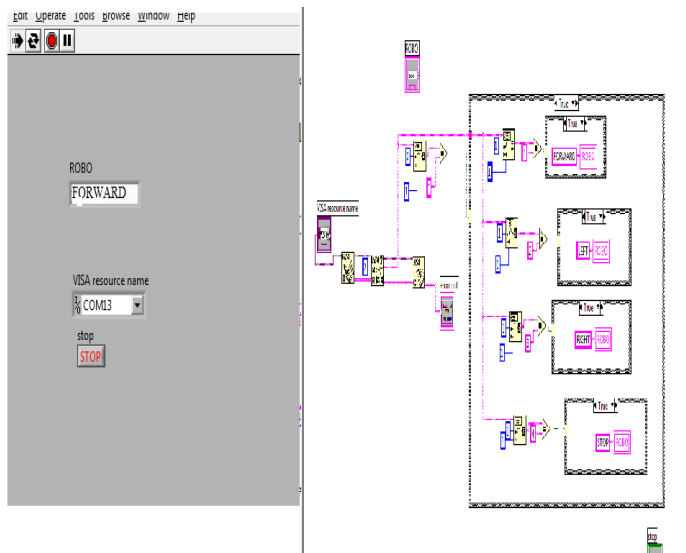 Edit Operate Tools Browse Window Help
ROBO
FORWARD
VISA resource name
COM13
stop
STOP
ROBO
True
True
FORWARD ROBO
VISA resource name
True
LEFT ROBO
True
RIGHT ROBO
True
STOP ROBO
stop